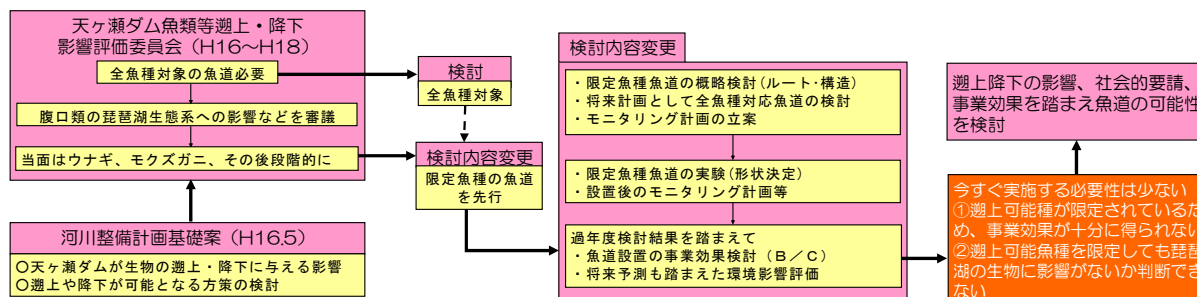 天ヶ瀬ダム魚類等遡上・降下
影響評価委員会（H16～H18）
全魚種対象の魚道必要
腹口類の琵琶湖生態系への影響などを審議
当面はウナギ、モクズガニ、その後段階的に
河川整備計画基礎案（H16.5）
○天ヶ瀬ダムが生物の遡上・降下に与える影響
○遡上や降下が可能となる方策の検討
検討
全魚種対象
検討内容変更
限定魚種の魚道
を先行
検討内容変更
・限定魚種魚道の概略検討(ルート・構造)
・将来計画として全魚種対応魚道の検討
・モニタリング計画の立案
・限定魚種魚道の実験(形状決定)
・設置後のモニタリング計画等
過年度検討結果を踏まえて
・魚道設置の事業効果検討（B／C）
・将来予測も踏まえた環境影響評価
遡上降下の影響、社会的要請、
事業効果を踏まえ魚道の可能性
を検討
今すぐ実施する必要性は少ない
①遡上可能種が限定されているた
め、事業効果が十分に得られない
②遡上可能魚種を限定しても琵琶
湖の生物に影響がないか判断でき
ない